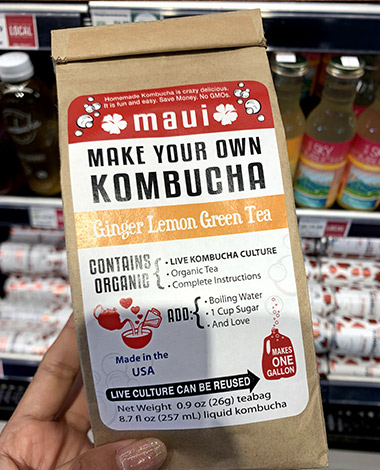 Homemade Kombucha is crazy delicious.
It is fun and easy. Save Money. No GMOs.
maui
MAKE YOUR OWN
KOMBUCHA
Ginger Lemon Green Tea
CONTAINS
ORGANIC
• LIVE KOMBUCHA CULTURE
• Organic Tea
• Complete Instructions
ADD:
• Boiling Water
• 1 Cup Sugar
• And Love
Made in the
USA
MAKES
ONE
GALLON
LIVE CULTURE CAN BE REUSED
Net Weight 0.9 oz (26g) teabag
8.7 fl oz (257 mL) liquid kombucha
LOCAL